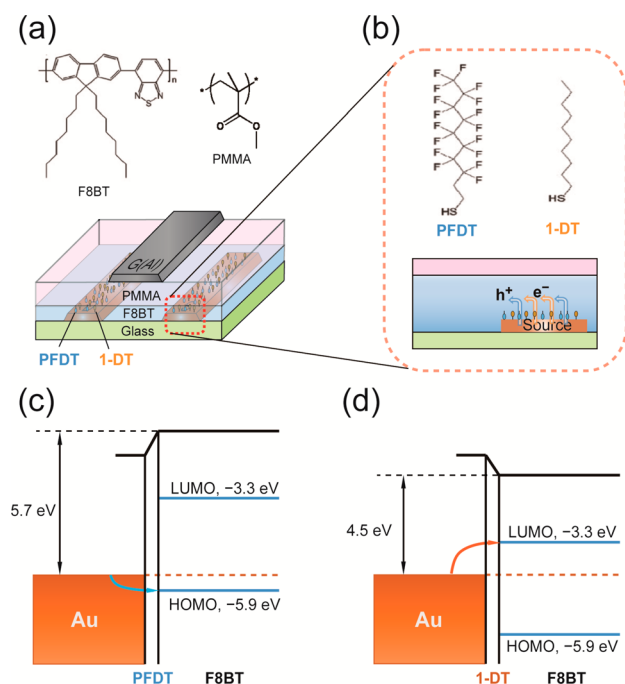 (a)
N
S
N
n
F8BT
* *
n
O
O
PMMA
G(Al)
PMMA
F8BT
Glass
PFDT 1-DT
(b)
F
F F
F F
F F
F F
F F
F F
F F
F F
HS HS
PFDT 1-DT
h⁺ e⁻
Source
(c)
5.7 eV
LUMO, −3.3 eV
HOMO, −5.9 eV
Au
PFDT F8BT
(d)
4.5 eV
LUMO, −3.3 eV
HOMO, −5.9 eV
Au
1-DT F8BT